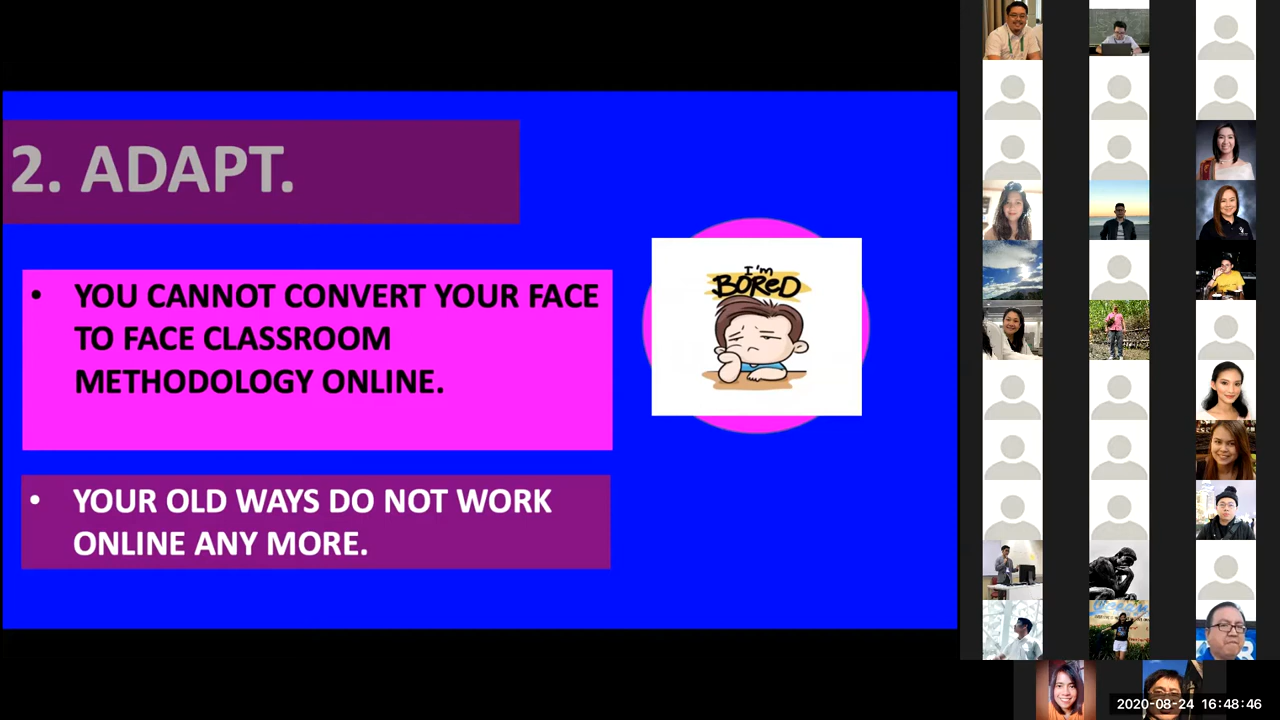 2. ADAPT.
• YOU CANNOT CONVERT YOUR FACE
TO FACE CLASSROOM
METHODOLOGY ONLINE.
I'm
BOReD
• YOUR OLD WAYS DO NOT WORK
ONLINE ANY MORE.
2020-08-24 16:48:46